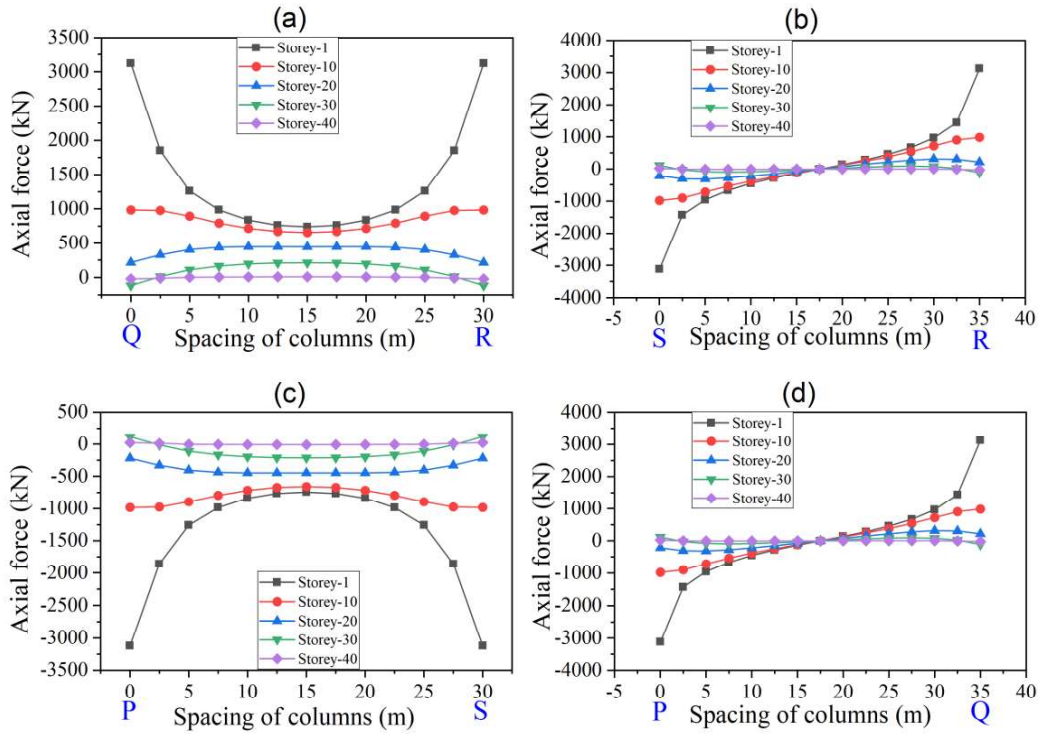 (a)
3500
3000
2500
2000
1500
1000
500
0
Axial force (kN)
Storey-1
Storey-10
Storey-20
Storey-30
Storey-40
0 5 10 15 20 25 30
Q Spacing of columns (m) R
(b)
4000
3000
2000
1000
0
-1000
-2000
-3000
-4000
Axial force (kN)
Storey-1
Storey-10
Storey-20
Storey-30
Storey-40
-5 0 5 10 15 20 25 30 35 40
S Spacing of columns (m) R
(c)
500
0
-500
-1000
-1500
-2000
-2500
-3000
-3500
Axial force (kN)
Storey-1
Storey-10
Storey-20
Storey-30
Storey-40
0 5 10 15 20 25 30
P Spacing of columns (m) S
(d)
4000
3000
2000
1000
0
-1000
-2000
-3000
-4000
Axial force (kN)
Storey-1
Storey-10
Storey-20
Storey-30
Storey-40
-5 0 5 10 15 20 25 30 35 40
P Spacing of columns (m) Q